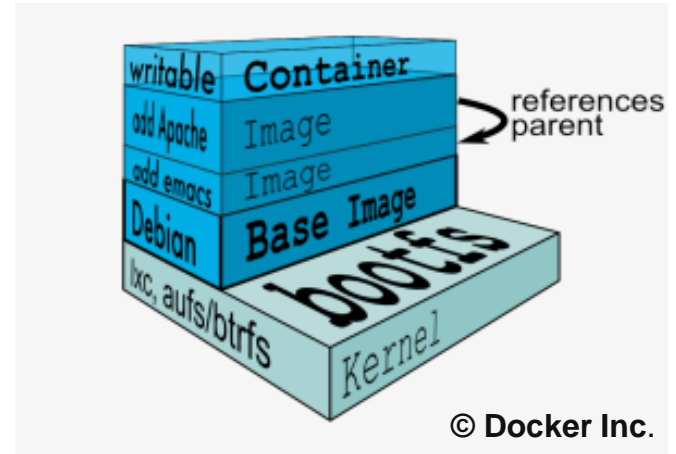 writable Container
add Apache Image
references
parent
add emacs Image
Debian Base Image
bootfs
lxc, aufs/btrfs
Kernel
© Docker Inc.